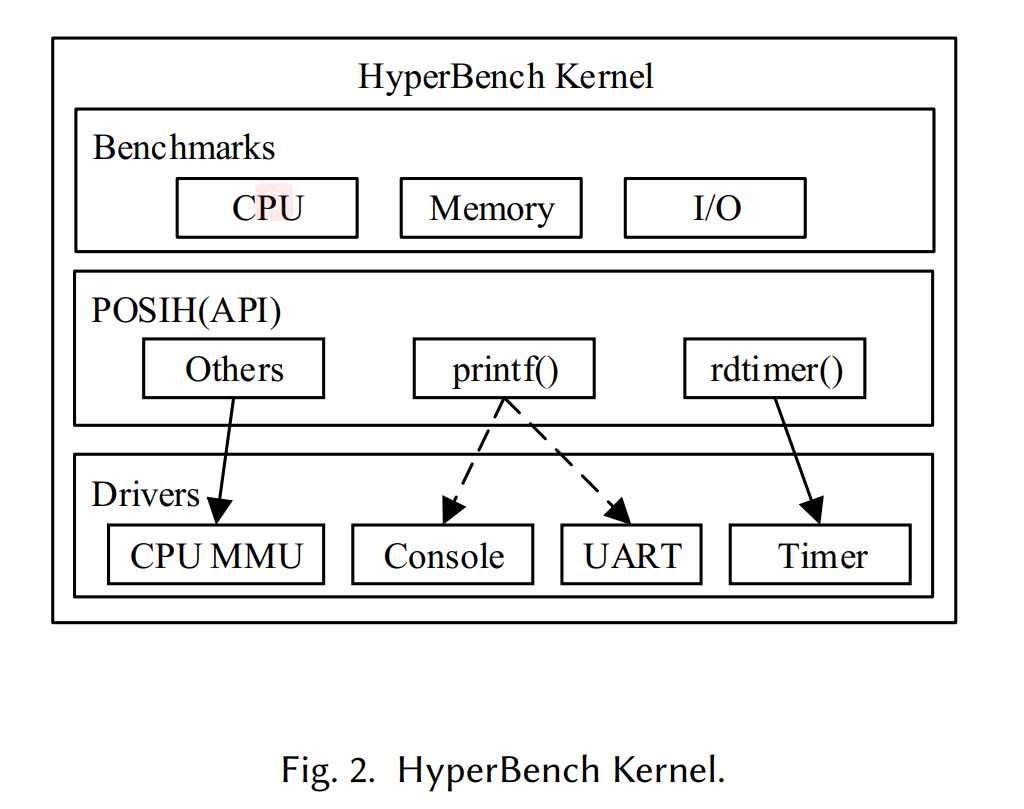 HyperBench Kernel
Benchmarks
CPU
Memory
I/O
POSIH(API)
Others
printf()
rdtimer()
Drivers
CPU MMU
Console
UART
Timer
Fig. 2. HyperBench Kernel.